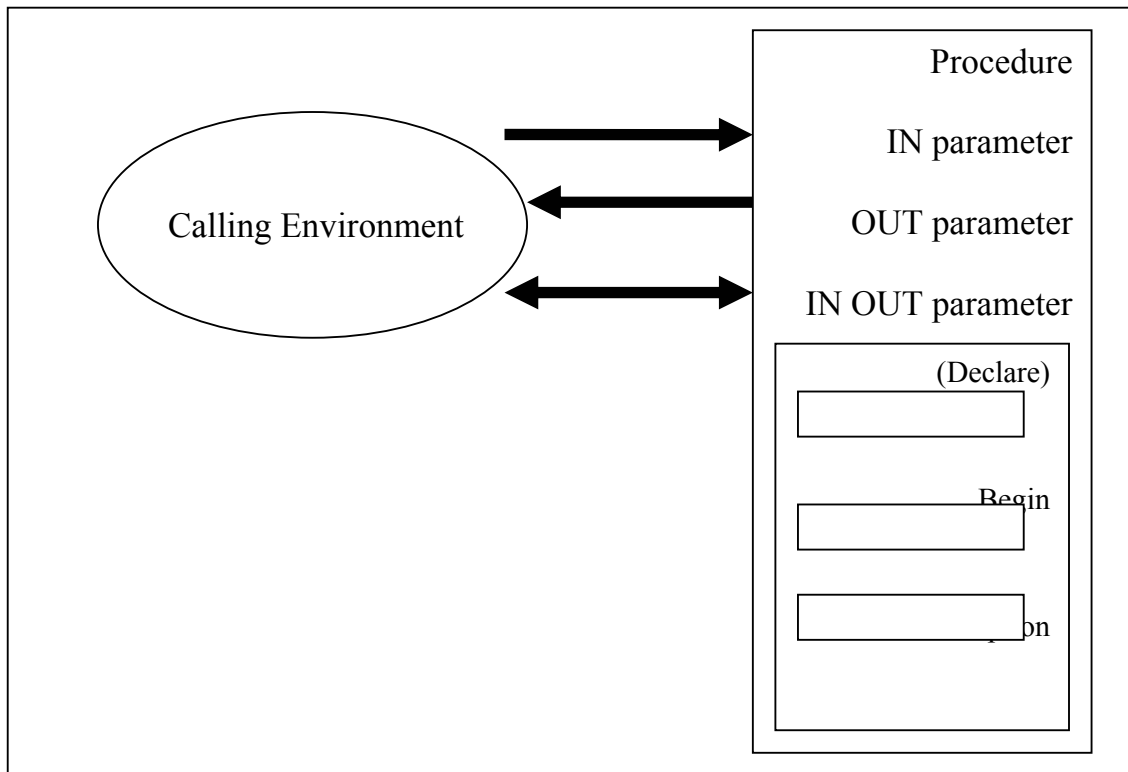 Procedure
IN parameter
Calling Environment
OUT parameter
IN OUT parameter
(Declare)
Begin